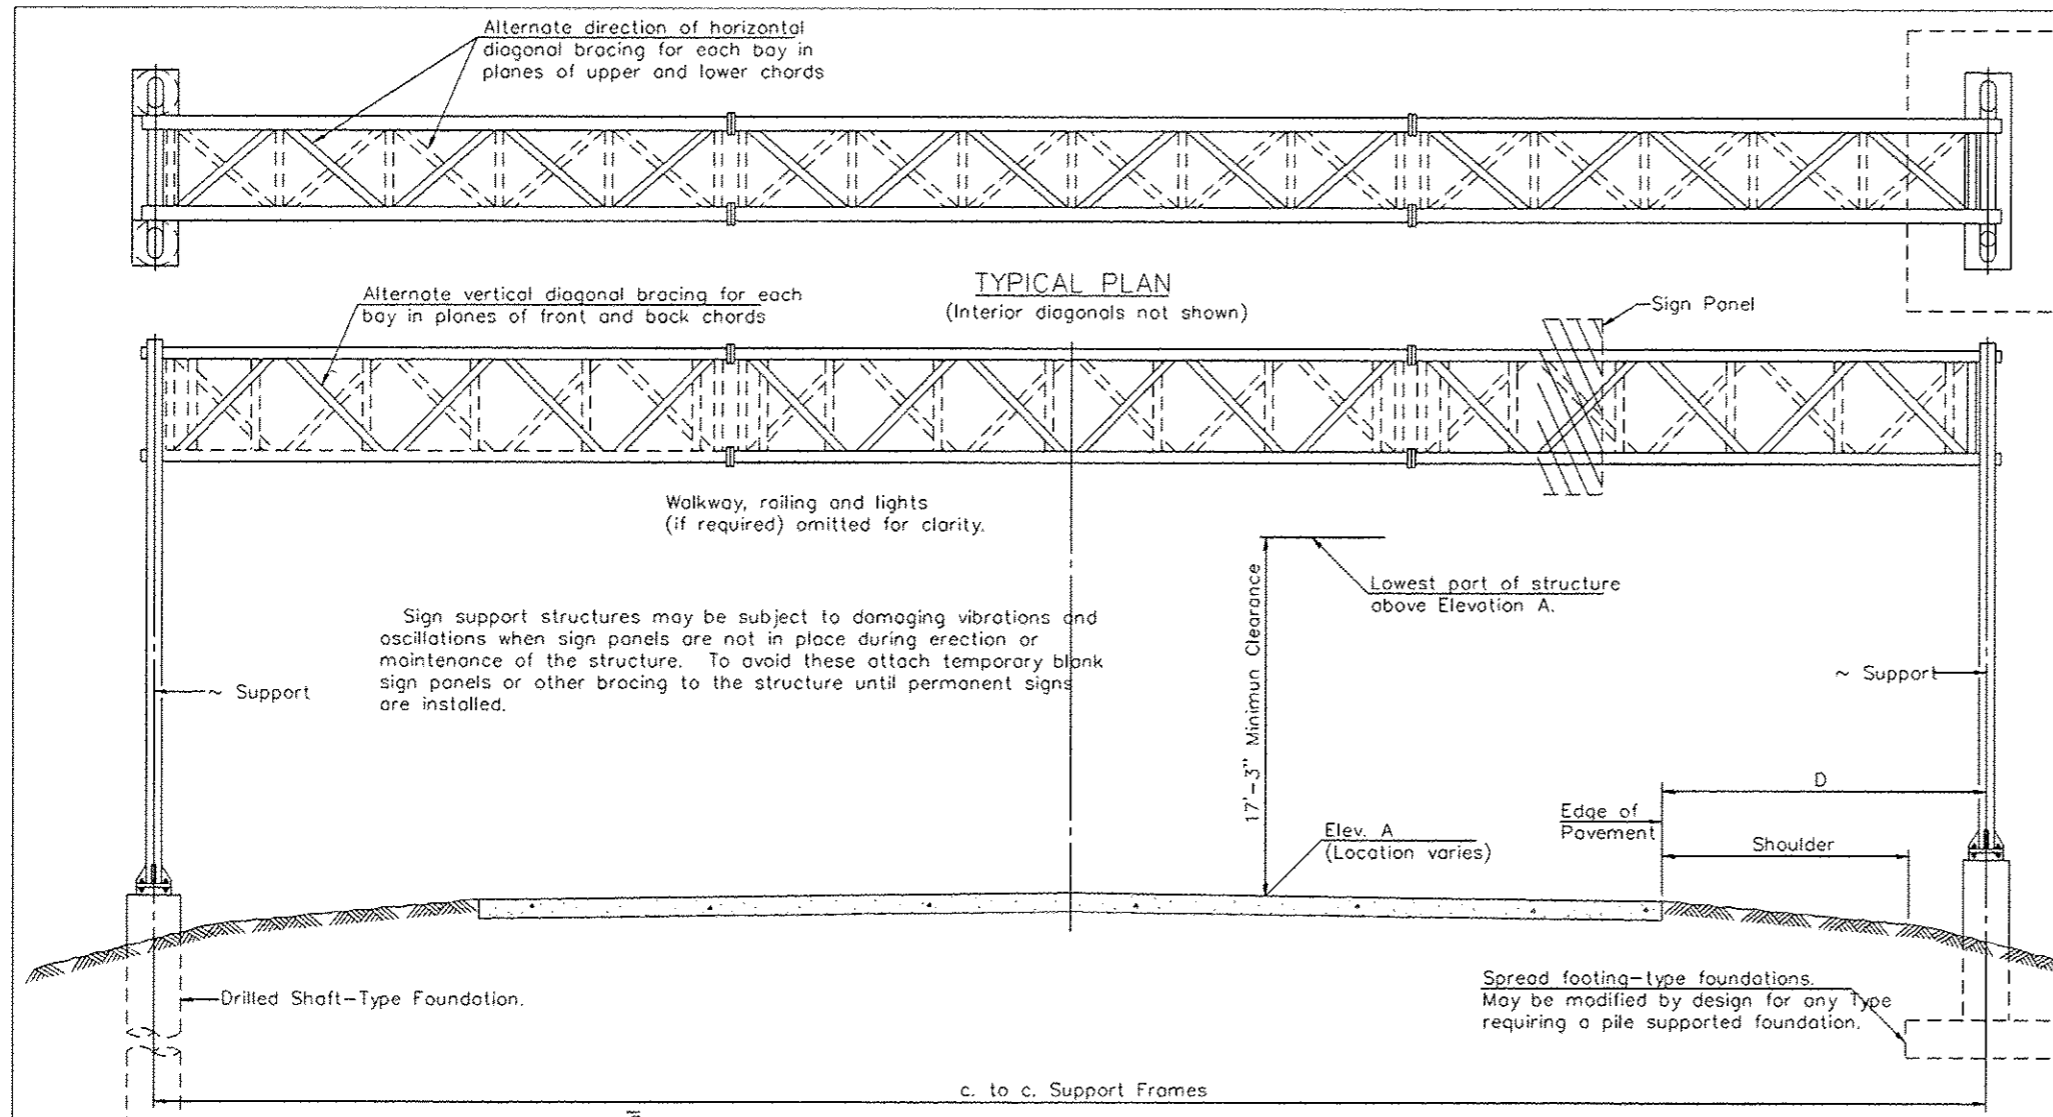 Alternate direction of horizontal
diagonal bracing for each bay in
planes of upper and lower chords
TYPICAL PLAN
(Interior diagonals not shown)
Alternate vertical diagonal bracing for each
bay in planes of front and back chords
Sign Panel
Walkway, railing and lights
(if required) omitted for clarity.
Lowest part of structure
above Elevation A.
17'-3" Minimun Clearance
Sign support structures may be subject to damaging vibrations and
oscillations when sign panels are not in place during erection or
maintenance of the structure. To avoid these attach temporary blank
sign panels or other bracing to the structure until permanent signs
are installed.
~ Support
~ Support
D
Edge of
Pavement
Shoulder
Elev. A
(Location varies)
Drilled Shaft-Type Foundation.
Spread footing-type foundations.
May be modified by design for any Type
requiring a pile supported foundation.
c. to c. Support Frames